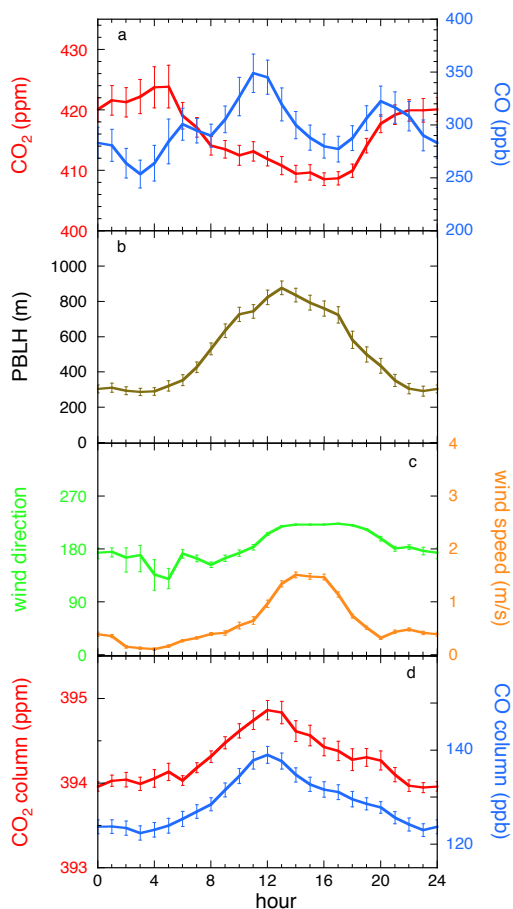 a
430
420
410
400
CO₂ (ppm)
400
350
300
250
200
CO (ppb)
b
1000
800
600
400
200
0
PBLH (m)
c
270
180
90
0
wind direction
4
3
2
1
0
wind speed (m/s)
d
395
394
393
CO₂ column (ppm)
140
120
CO column (ppb)
0 4 8 12 16 20 24
hour